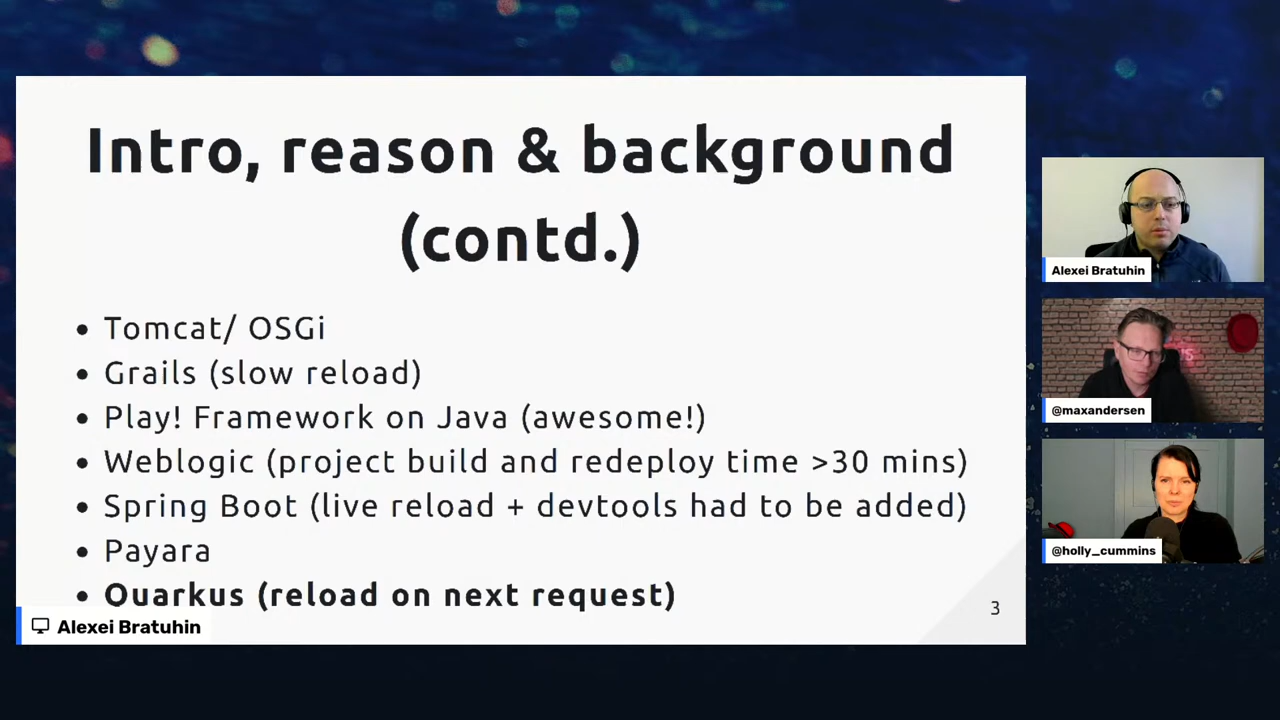 Intro, reason & background
(contd.)
Tomcat/ OSGi
Grails (slow reload)
Play! Framework on Java (awesome!)
Weblogic (project build and redeploy time >30 mins)
Spring Boot (live reload + devtools had to be added)
Payara
Quarkus (reload on next request)
3
Alexei Bratuhin
Alexei Bratuhin
@maxandersen
@holly_cummins